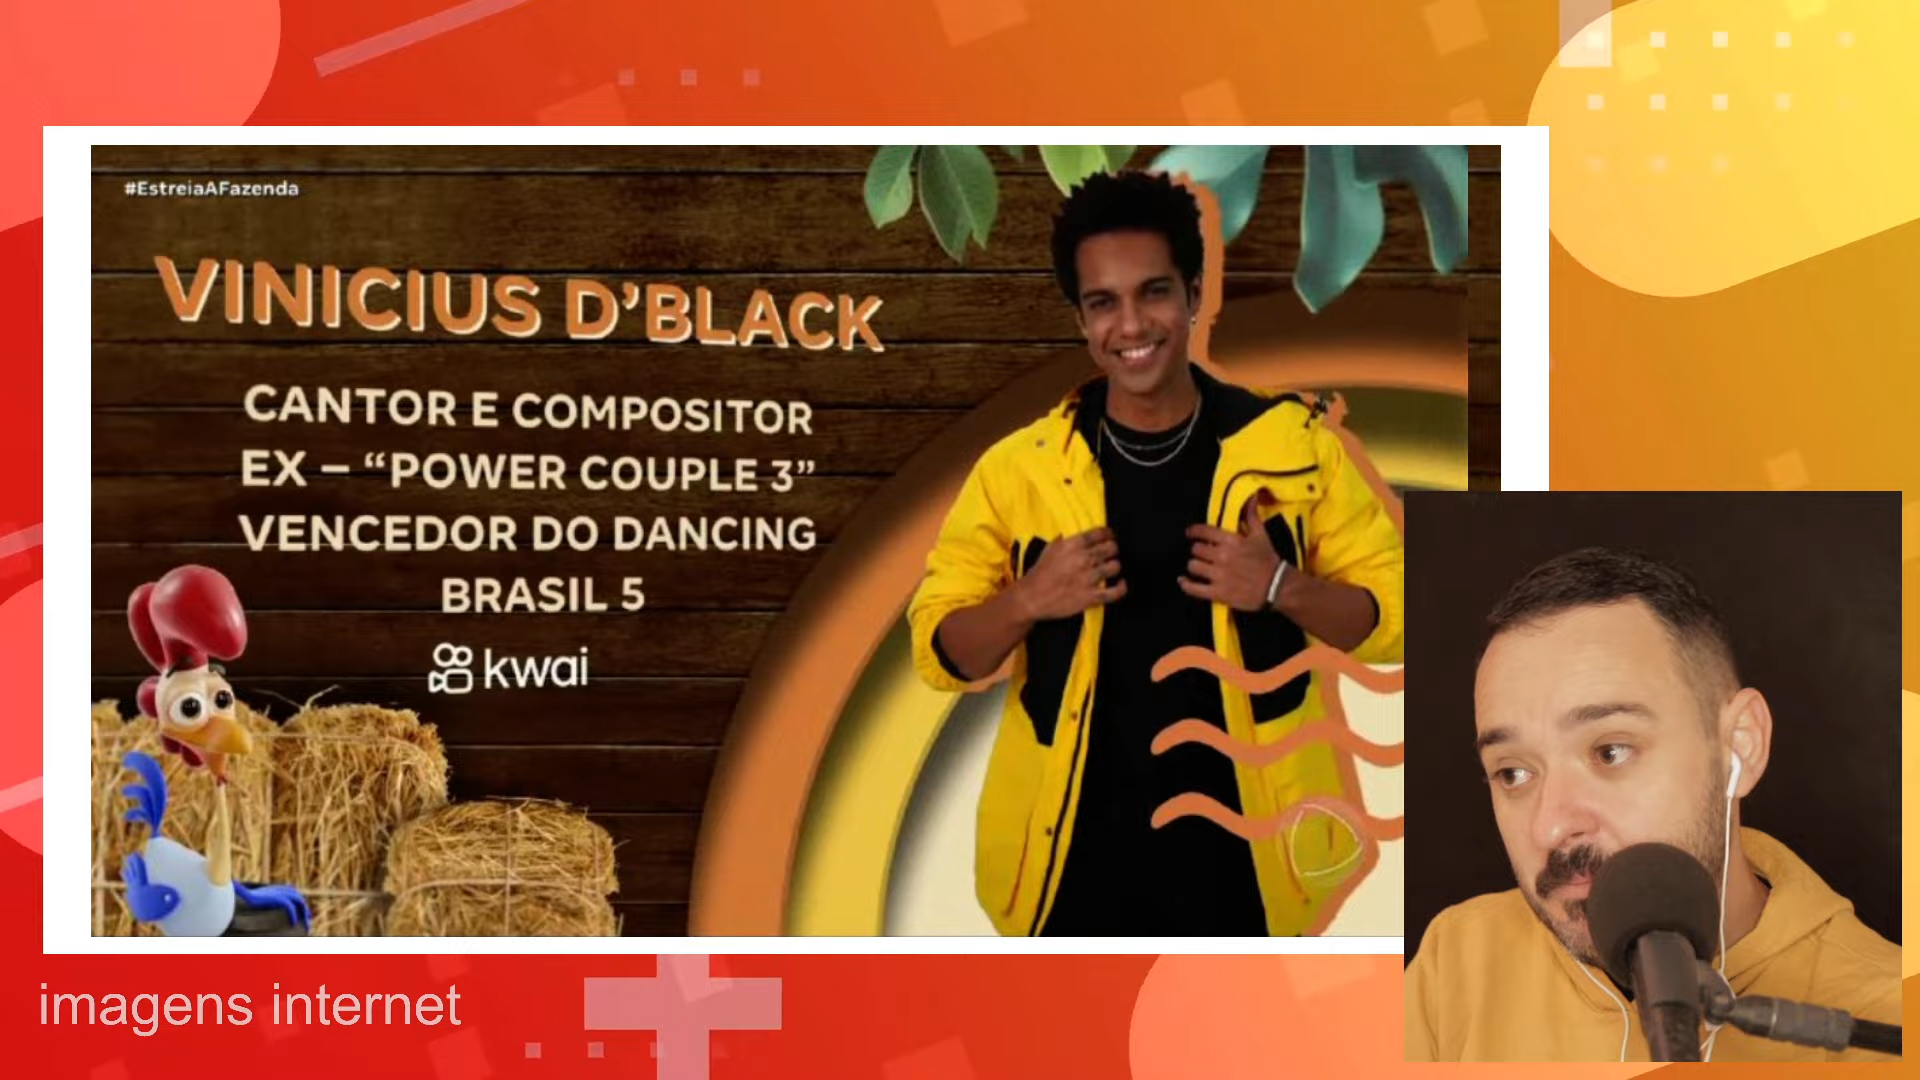 #EstreiaAFazenda
VINICIUS D’BLACK
CANTOR E COMPOSITOR
EX – “POWER COUPLE 3”
VENCEDOR DO DANCING
BRASIL 5
kwai
imagens internet